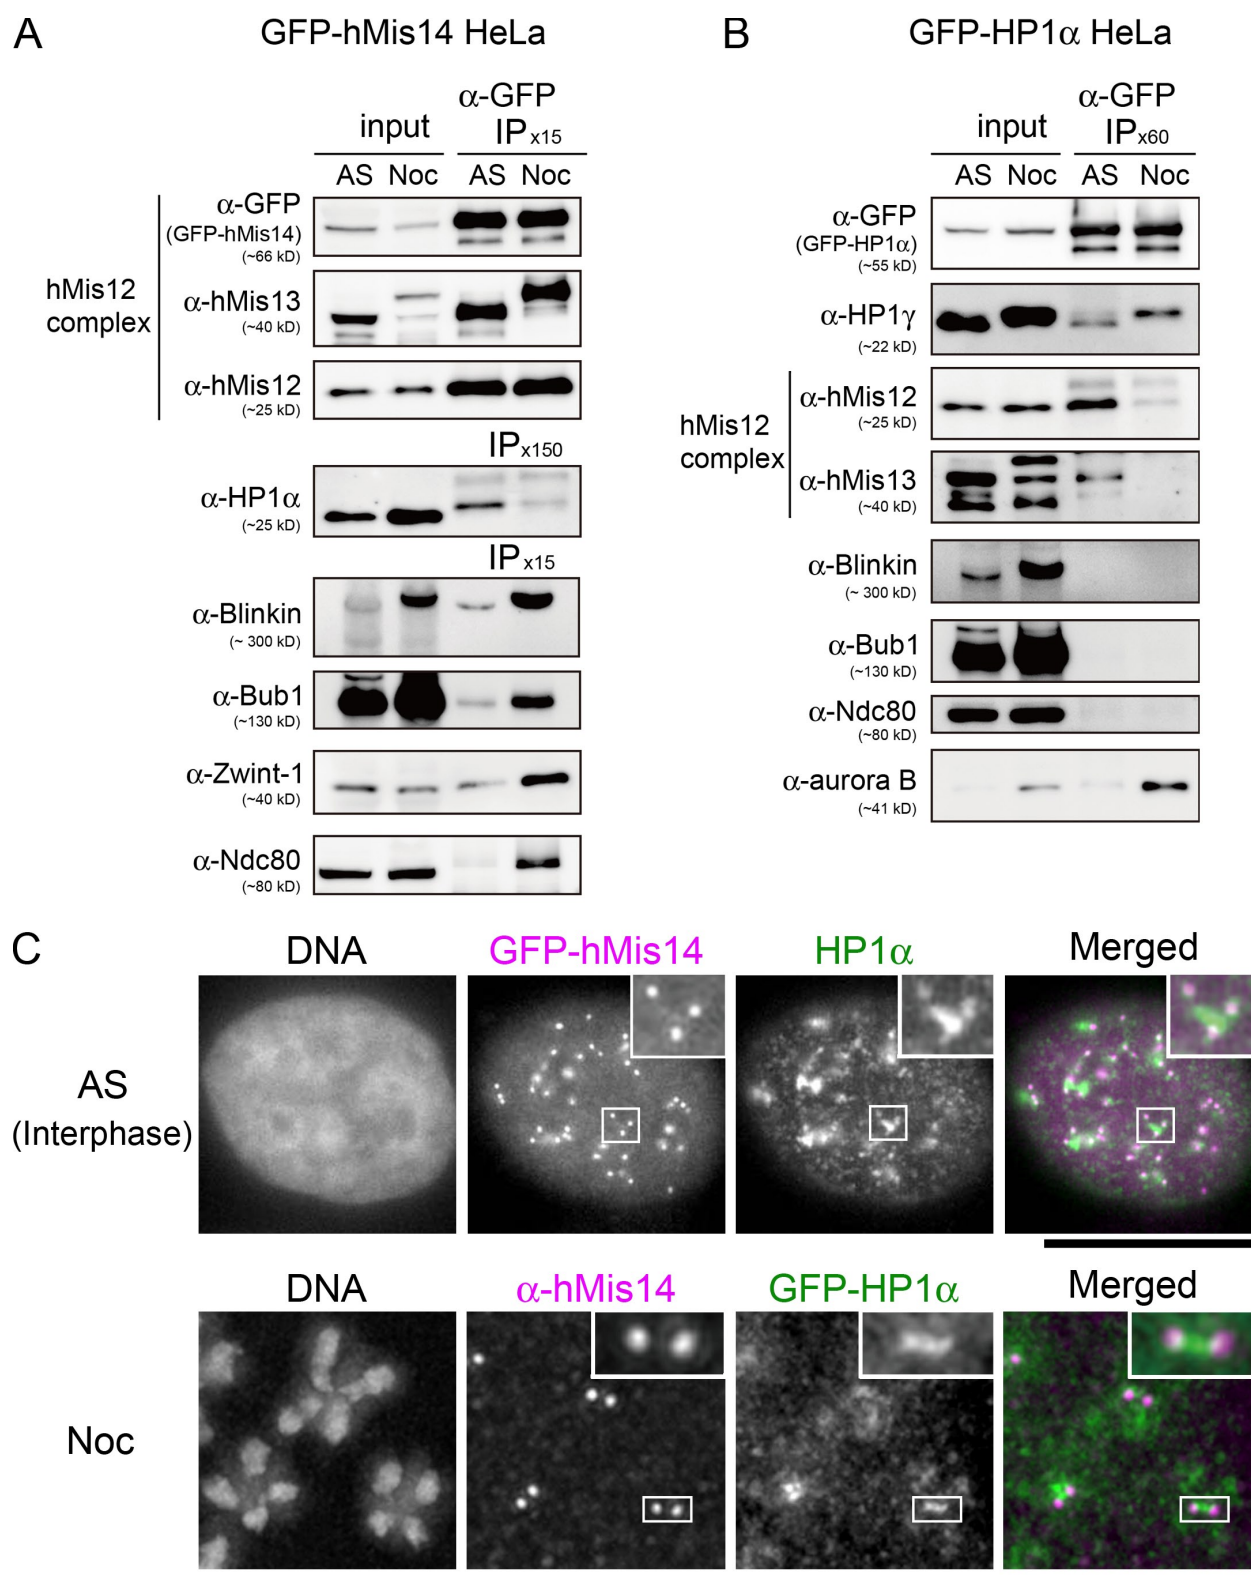 A
GFP-hMis14 HeLa
input
α-GFP
IPx15
AS Noc AS Noc
hMis12
complex
α-GFP
(GFP-hMis14)
(~66 kD)
α-hMis13
(~40 kD)
α-hMis12
(~25 kD)
IPx150
α-HP1α
(~25 kD)
IPx15
α-Blinkin
(~ 300 kD)
α-Bub1
(~130 kD)
α-Zwint-1
(~40 kD)
α-Ndc80
(~80 kD)
B
GFP-HP1α HeLa
input
α-GFP
IPx60
AS Noc AS Noc
α-GFP
(GFP-HP1α)
(~55 kD)
α-HP1γ
(~22 kD)
hMis12
complex
α-hMis12
(~25 kD)
α-hMis13
(~40 kD)
α-Blinkin
(~ 300 kD)
α-Bub1
(~130 kD)
α-Ndc80
(~80 kD)
α-aurora B
(~41 kD)
C
DNA GFP-hMis14 HP1α Merged
AS
(Interphase)
DNA α-hMis14 GFP-HP1α Merged
Noc